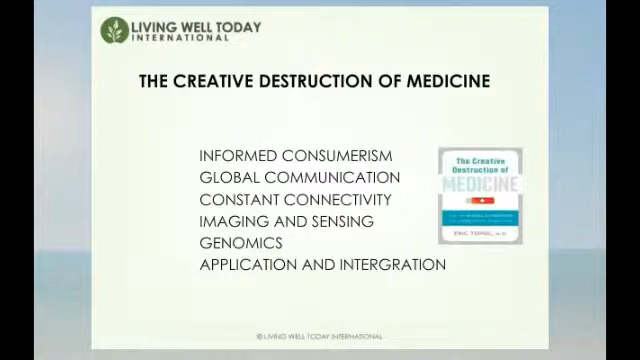 LIVING WELL TODAY
INTERNATIONAL
THE CREATIVE DESTRUCTION OF MEDICINE
INFORMED CONSUMERISM
GLOBAL COMMUNICATION
CONSTANT CONNECTIVITY
IMAGING AND SENSING
GENOMICS
APPLICATION AND INTERGRATION
The Creative
Destruction of
MEDICINE
ERIC TOPOL, M.D.
© LIVING WELL TODAY INTERNATIONAL